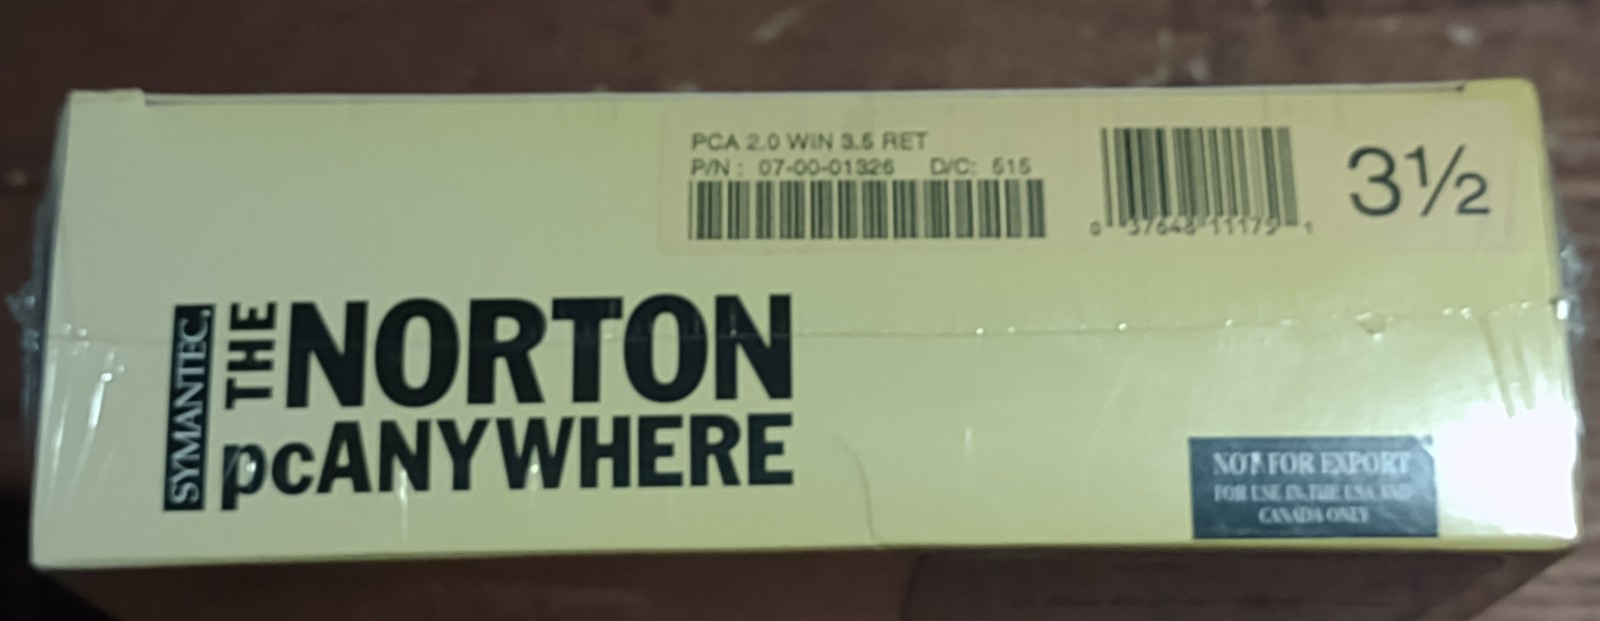 PCA 2.0 WIN 3.5 RET
P/N : 07-00-01326 D/C: 515
0 37648 11179 1
3½
SYMANTEC.
THE NORTON
pcANYWHERE
NOT FOR EXPORT
FOR USE IN THE USA AND
CANADA ONLY